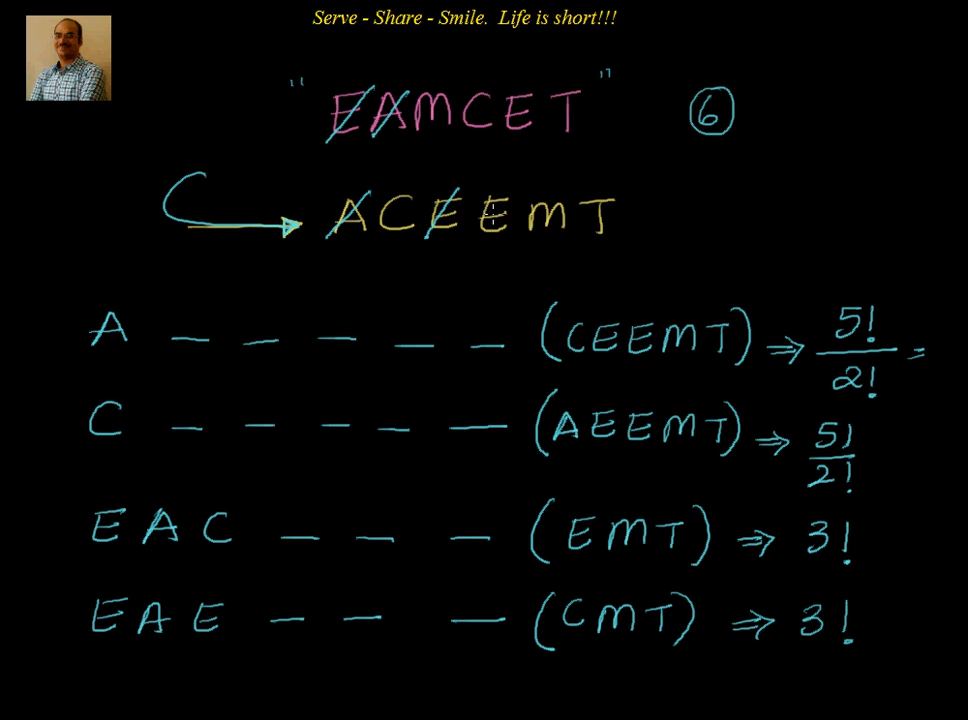 Serve - Share - Smile. Life is short!!!
"EAMCET" 6
ACEEMT
A _ _ _ _ _ (CEEMT) ⇒ 5!/2! =
C _ _ _ _ _ (AEEMT) ⇒ 5!/2!
EAC _ _ _ (EMT) ⇒ 3!
EAE _ _ _ (CMT) ⇒ 3!